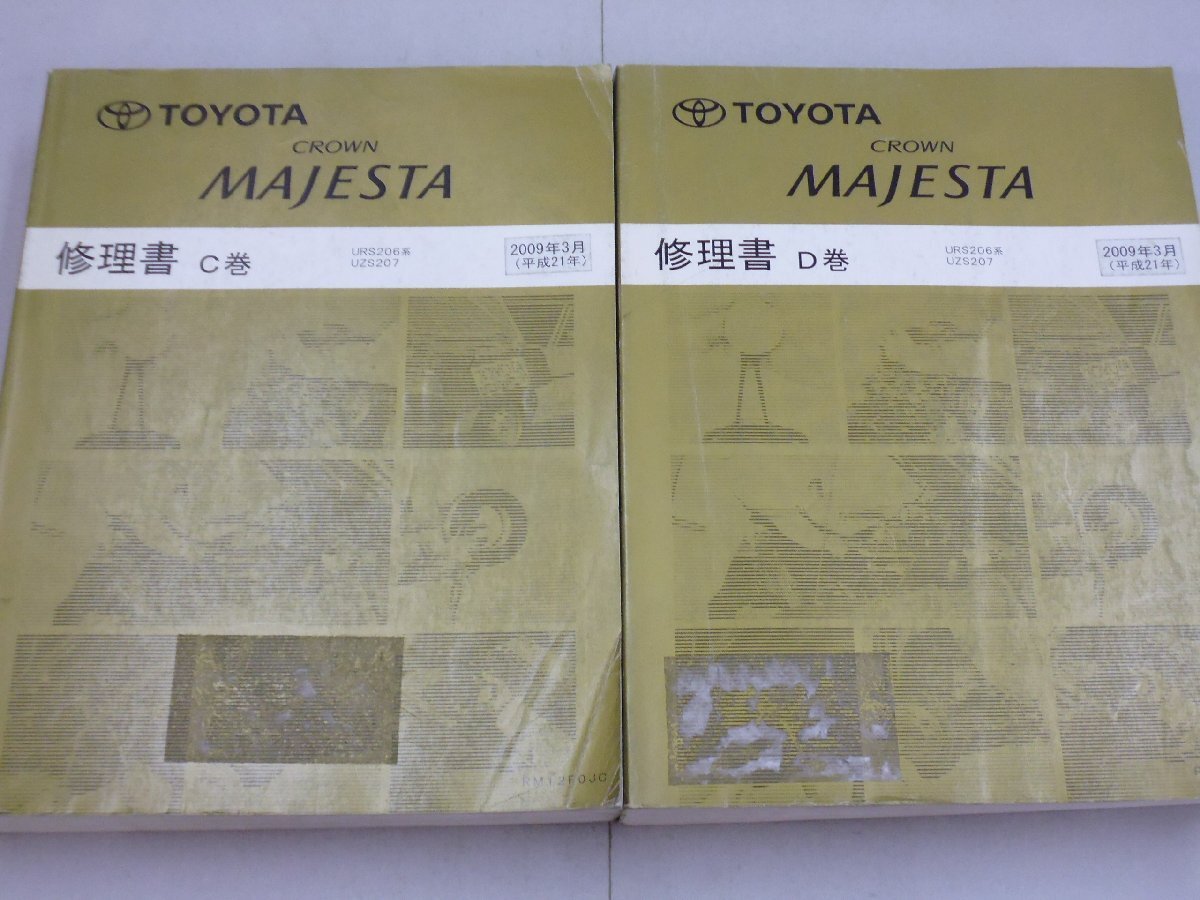 TOYOTA
CROWN
MAJESTA
修理書 C巻
URS206系
UZS207
2009年3月
(平成21年)
RM12F0JC
TOYOTA
CROWN
MAJESTA
修理書 D巻
URS206系
UZS207
2009年3月
(平成21年)